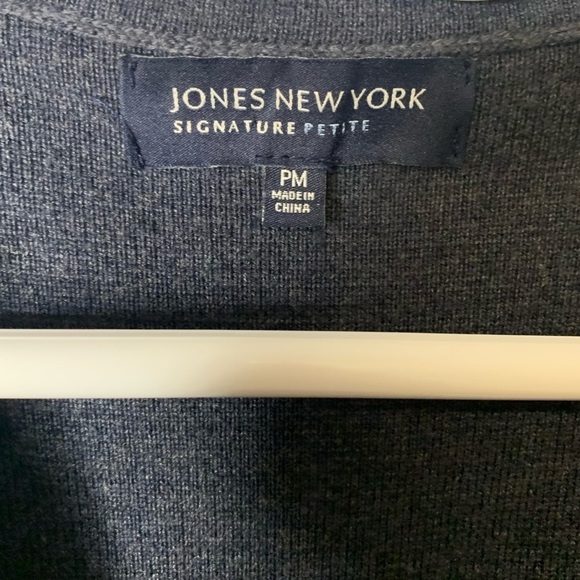 JONES NEW YORK
SIGNATURE PETITE
PM
MADE IN
CHINA